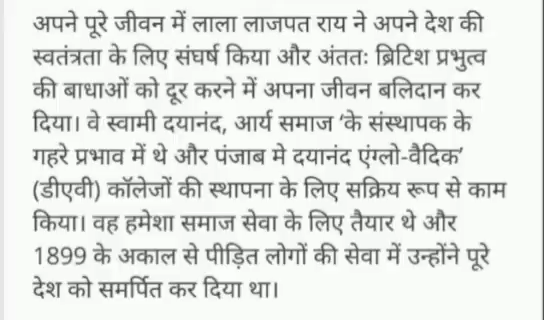 अपने पूरे जीवन में लाला लाजपत राय ने अपने देश की
स्वतंत्रता के लिए संघर्ष किया और अंततः ब्रिटिश प्रभुत्व
की बाधाओं को दूर करने में अपना जीवन बलिदान कर
दिया। वे स्वामी दयानंद, आर्य समाज ‘के संस्थापक के
गहरे प्रभाव में थे और पंजाब मे दयानंद एंग्लो-वैदिक’
(डीएवी) कॉलेजों की स्थापना के लिए सक्रिय रूप से काम
किया। वह हमेशा समाज सेवा के लिए तैयार थे और
1899 के अकाल से पीड़ित लोगों की सेवा में उन्होंने पूरे
देश को समर्पित कर दिया था।